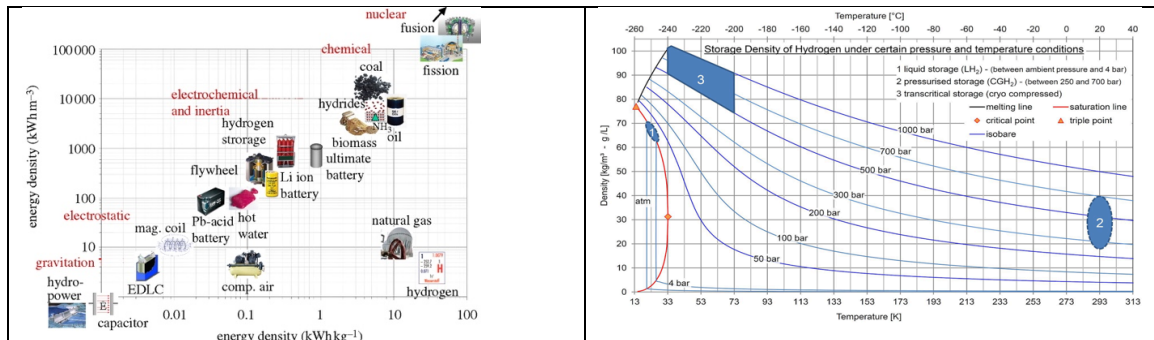 nuclear
fusion
fission
chemical
coal
electrochemical
and inertia
hydrides
NH3
oil
hydrogen
strorage
biomass
ultimate
battery
flywheel
Li ion
battery
electrostatic
Pb-acid
battery
hot
water
mag. coil
natural gas
gravitation
hydro-
power
EDLC
comp. air
hydrogen
E
capacitor
H
100 000
10 000
1000
100
10
1
0.01
0.1
1
10
100
energy density (kWh m−3)
energy density (kWh kg−1)
Temperature [°C]
-260 -240 -220 -200 -180 -160 -140 -120 -100 -80 -60 -40 -20 0 20 40
Storage Density of Hydrogen under certain pressure and temperature conditions
1 liquid storage (LH2) - (between ambient pressure and 4 bar)
2 pressurised storage (CGH2) - (between 250 and 700 bar)
3 transcritical storage (cryo compressed)
melting line
saturation line
critical point
triple point
isobare
1
2
3
1000 bar
700 bar
500 bar
300 bar
200 bar
100 bar
50 bar
4 bar
atm
100
90
80
70
60
50
40
30
20
10
0
Density [kg/m³ - g/L]
13 33 53 73 93 113 133 153 173 193 213 233 253 273 293 313
Temperature [K]